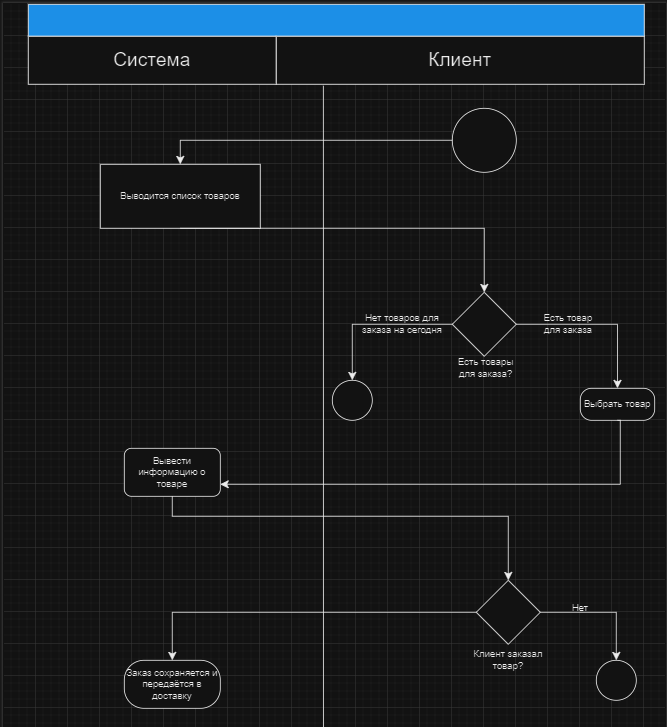 Система
Клиент
Выводится список товаров
Нет товаров для
заказа на сегодня
Есть товар
для заказа
Есть товары
для заказа?
Выбрать товар
Вывести
информацию о
товаре
Нет
Клиент заказал
товар?
Заказ сохраняется и
передаётся в
доставку